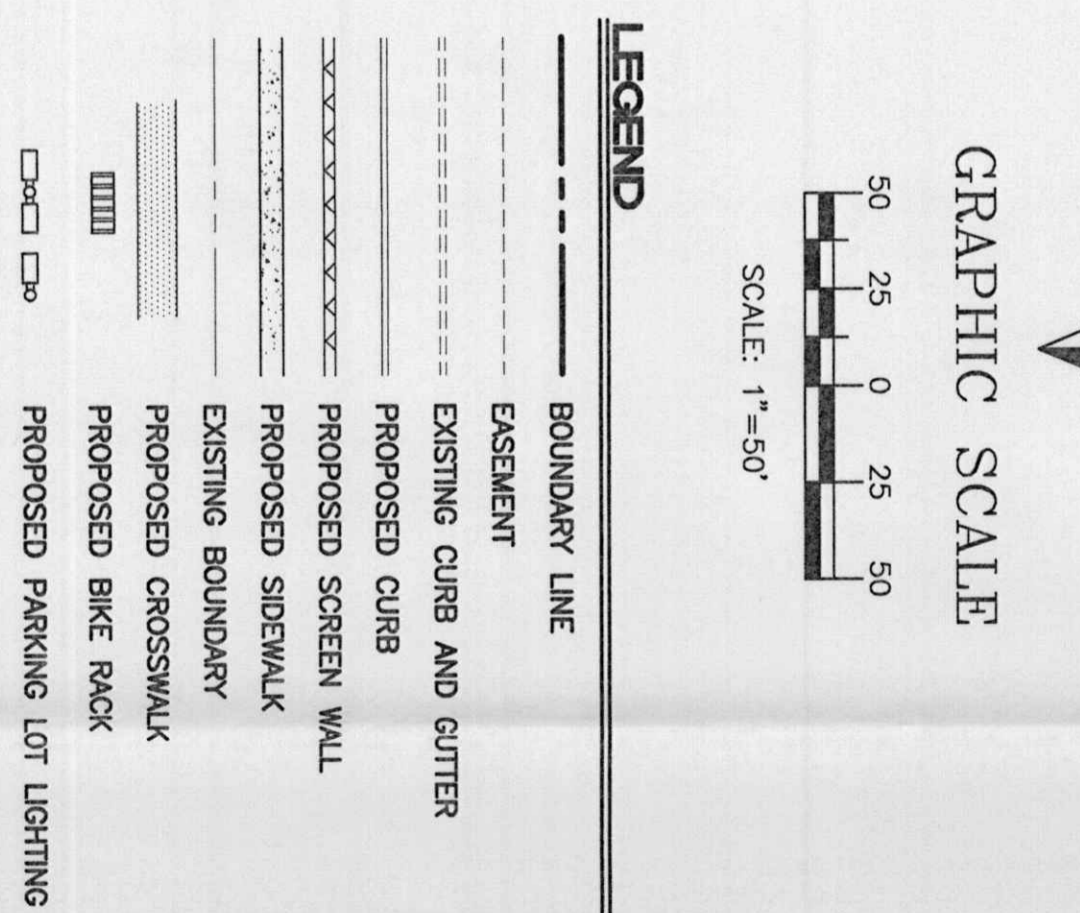 GRAPHIC SCALE
50 25 0 25 50
SCALE: 1"=50'
LEGEND
BOUNDARY LINE
EASEMENT
EXISTING CURB AND GUTTER
PROPOSED CURB
PROPOSED SCREEN WALL
PROPOSED SIDEWALK
EXISTING BOUNDARY
PROPOSED CROSSWALK
PROPOSED BIKE RACK
PROPOSED PARKING LOT LIGHTING